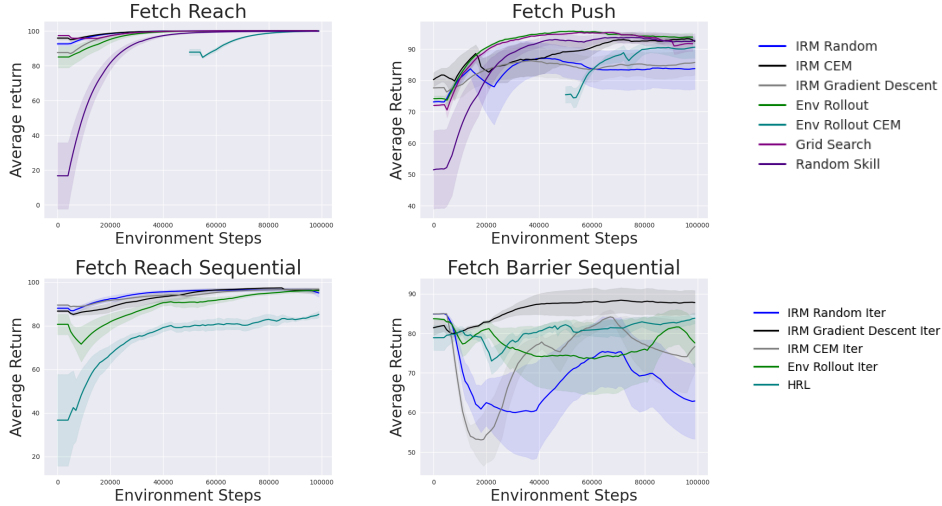 Fetch Reach
Average return
100
80
60
40
20
0
0
20000
40000
60000
80000
100000
Environment Steps
Fetch Push
Average Return
90
80
70
60
50
40
0
20000
40000
60000
80000
100000
Environment Steps
IRM Random
IRM CEM
IRM Gradient Descent
Env Rollout
Env Rollout CEM
Grid Search
Random Skill
Fetch Reach Sequential
Average Return
100
80
60
40
20
0
20000
40000
60000
80000
100000
Environment Steps
Fetch Barrier Sequential
Average Return
90
80
70
60
50
0
20000
40000
60000
80000
100000
Environment Steps
IRM Random Iter
IRM Gradient Descent Iter
IRM CEM Iter
Env Rollout Iter
HRL